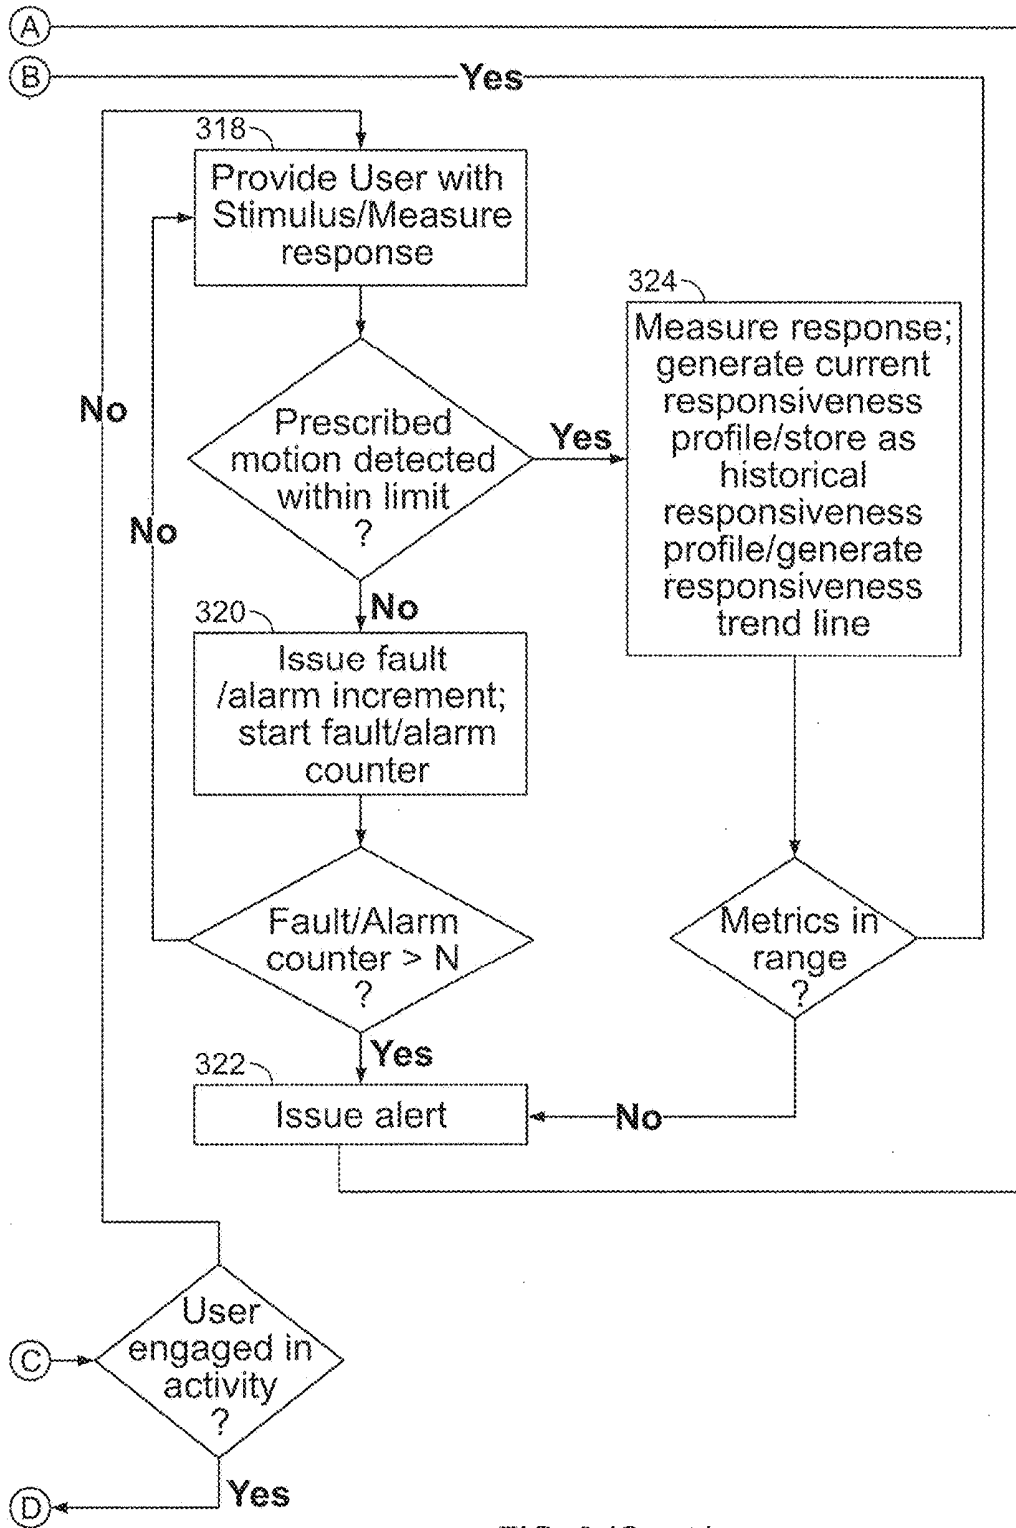 A
B
Yes
318
Provide User with
Stimulus/Measure
response
324
Measure response;
generate current
responsiveness
profile/store as
historical
responsiveness
profile/generate
responsiveness
trend line
No
Prescribed
motion detected
within limit
?
Yes
No
No
320
Issue fault
/alarm increment;
start fault/alarm
counter
Fault/Alarm
counter > N
?
Metrics in
range
?
Yes
322
Issue alert
No
User
engaged in
activity
?
C
Yes
D